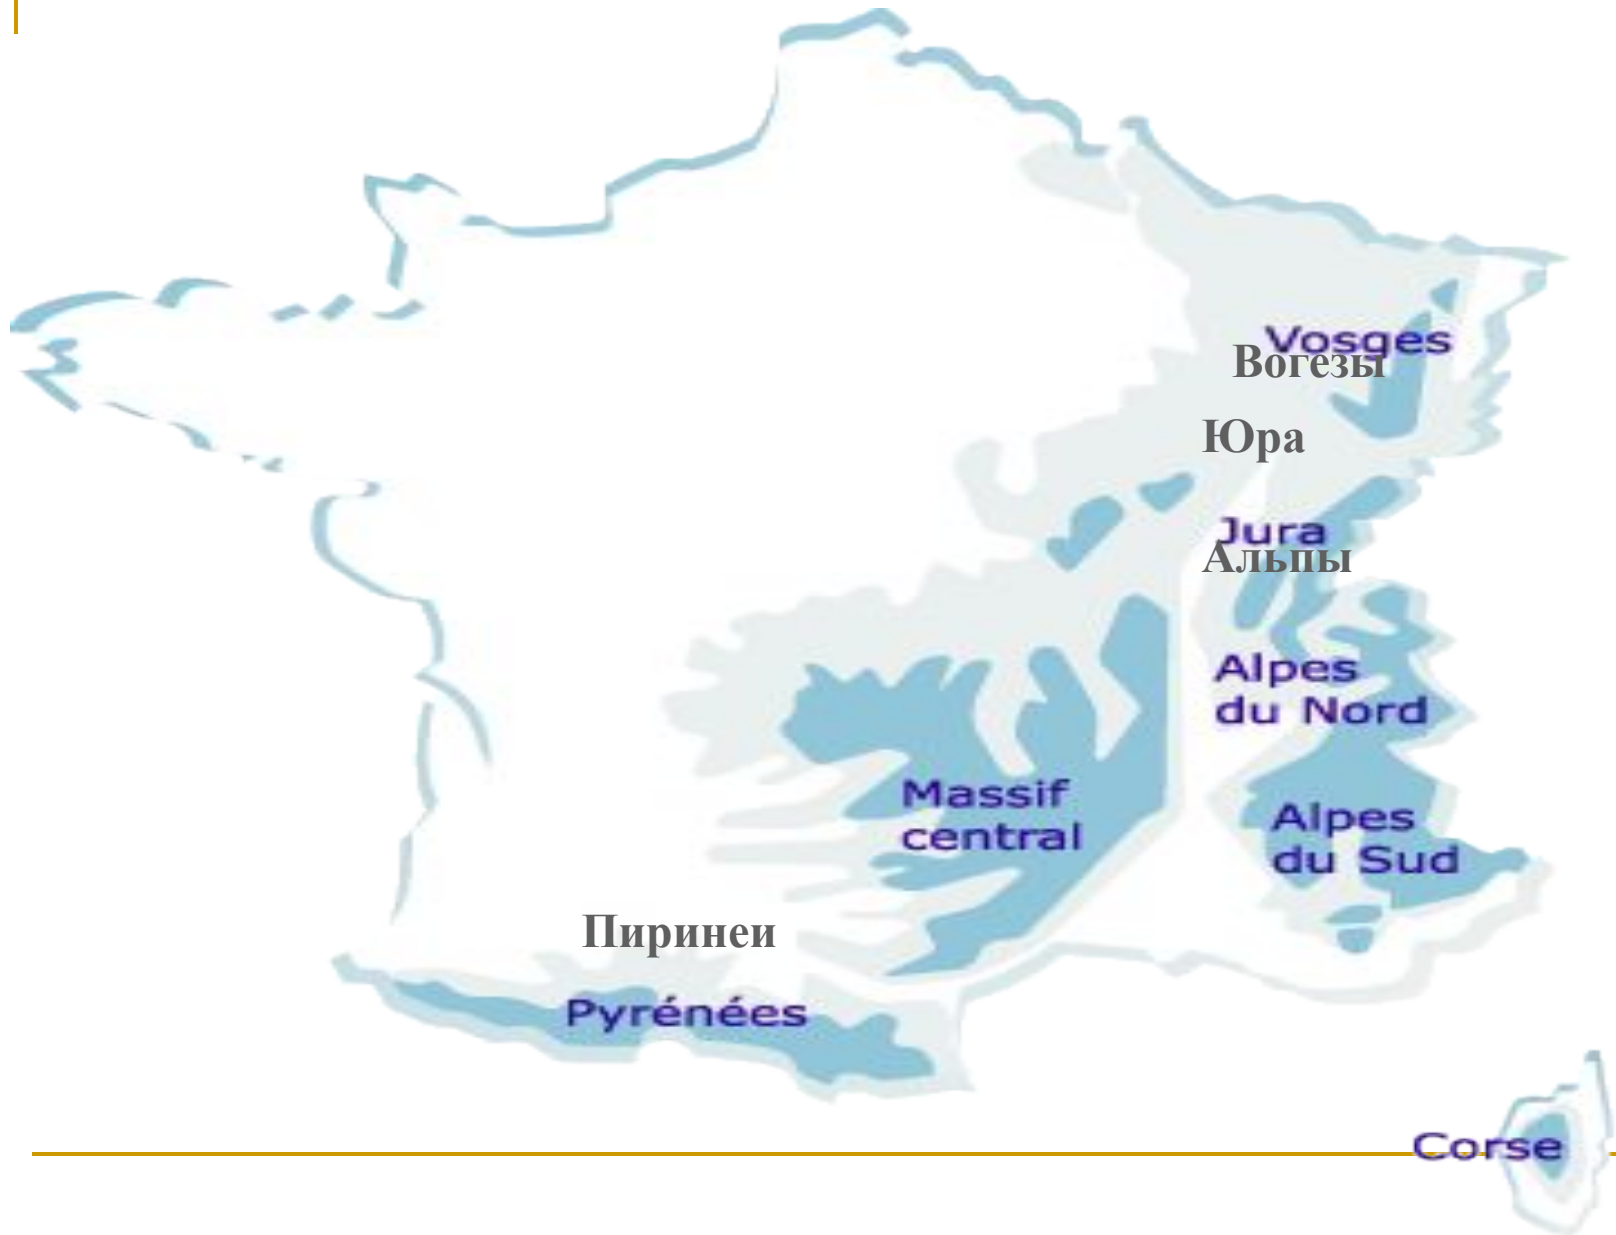 Vosges
Вогезы
Юра
Jura
Альпы
Alpes
du Nord
Massif
central
Alpes
du Sud
Пиринеи
Pyrénées
Corse